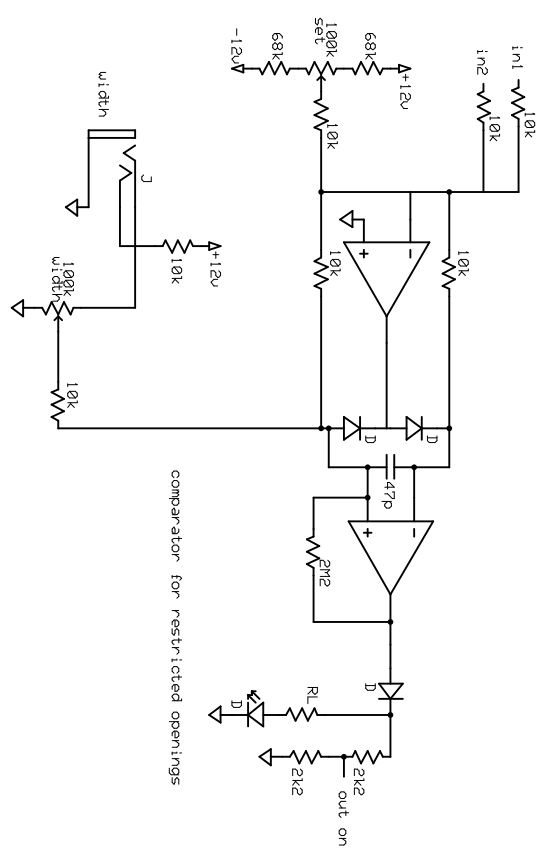 in1
10k
in2
10k
+12v
68k
100k
set
68k
-12v
10k
width
J
+12v
10k
100k
width
10k
10k
10k
+
-
D
D
47p
+
-
2M2
D
RL
D
2k2
2k2
out on
comparator for restricted openings